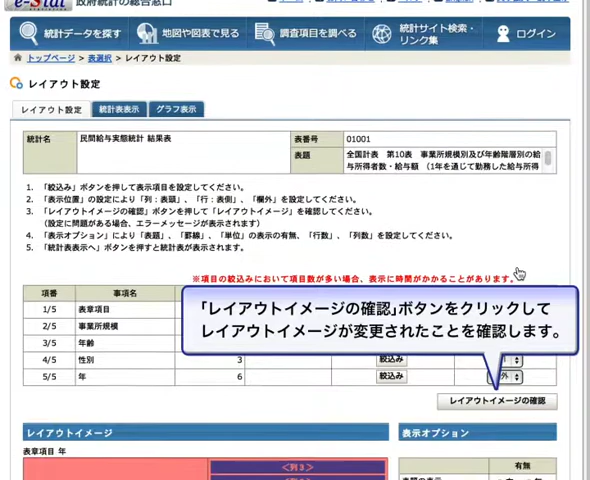 e-Stat 政府統計の総合窓口
統計データを探す 地図や図表で見る 調査項目を調べる 統計サイト検索・リンク集 ログイン
トップページ > 表選択 > レイアウト設定
レイアウト設定
レイアウト設定 統計表表示 グラフ表示
統計名 民間給与実態統計 結果表 表番号 01001
表題 全国計表 第10表 事業所規模別及び年齢階層別の給
与所得者数・給与額 (1年を通じて勤務した給与所得
1. 「絞込み」ボタンを押して表示項目を設定してください。
2. 「表示位置」の設定により「列:表頭」、「行:表側」、「欄外」を設定してください。
3. 「レイアウトイメージの確認」ボタンを押して「レイアウトイメージ」を確認してください。
(設定に問題がある場合、エラーメッセージが表示されます)
4. 「表示オプション」により「表題」、「罫線」、「単位」の表示の有無、「行数」、「列数」を設定してください。
5. 「統計表表示へ」ボタンを押すと統計表が表示されます。
※項目の絞込みにおいて項目数が多い場合、表示に時間がかかることがあります。
項番 事項名
1/5 表章項目
2/5 事業所規模
3/5 年齢
4/5 性別 3 絞込み
5/5 年 6 絞込み 外
「レイアウトイメージの確認」ボタンをクリックして
レイアウトイメージが変更されたことを確認します。
レイアウトイメージの確認
レイアウトイメージ 表示オプション
表章項目 年
<列3> 有無